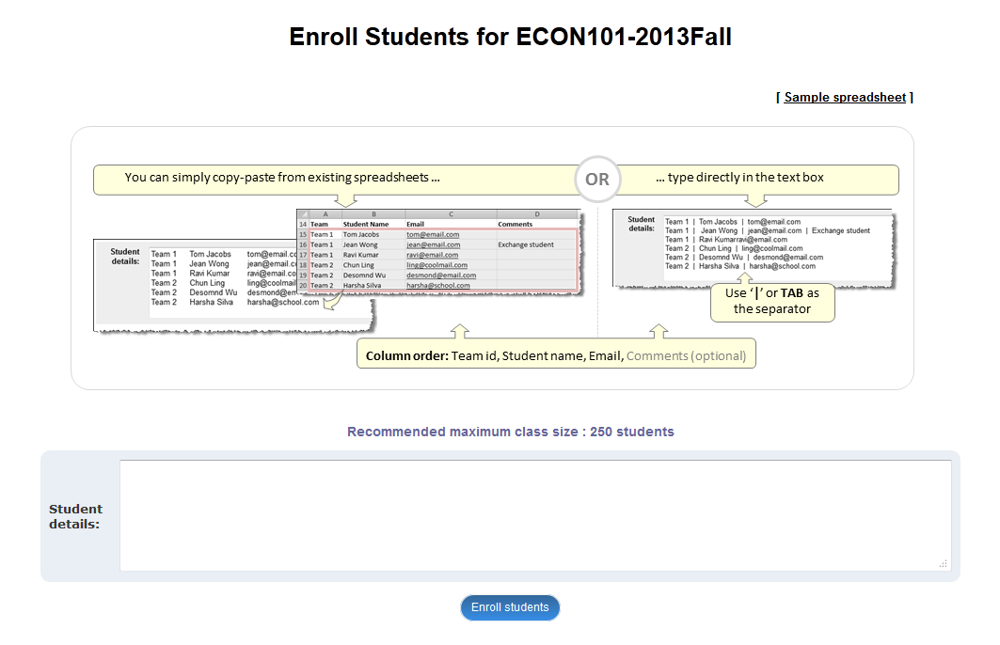 Enroll Students for ECON101-2013Fall
[ Sample spreadsheet ]
You can simply copy-paste from existing spreadsheets ...
OR
... type directly in the text box
A B C D
14 Team Student Name Email Comments
15 Team 1 Tom Jacobs tom@email.com
16 Team 1 Jean Wong jean@email.com Exchange student
17 Team 1 Ravi Kumar ravi@email.com
18 Team 2 Chun Ling ling@coolmail.com
19 Team 2 Desomnd Wu desmond@email.com
20 Team 2 Harsha Silva harsha@school.com
Student
details:
Team 1 Tom Jacobs tom@email.co
Team 1 Jean Wong jean@email.c
Team 1 Ravi Kumar ravi@email.co
Team 2 Chun Ling ling@coolmail
Team 2 Desomnd Wu desmond@em
Team 2 Harsha Silva harsha@school.com
Student
details:
Team 1 | Tom Jacobs | tom@email.com
Team 1 | Jean Wong | jean@email.com | Exchange student
Team 1 | Ravi Kumarravi@email.com
Team 2 | Chun Ling | ling@coolmail.com
Team 2 | Desomnd Wu | desmond@email.com
Team 2 | Harsha Silva | harsha@school.com
Use ‘|’ or TAB as
the separator
Column order: Team id, Student name, Email, Comments (optional)
Recommended maximum class size : 250 students
Student
details:
Enroll students